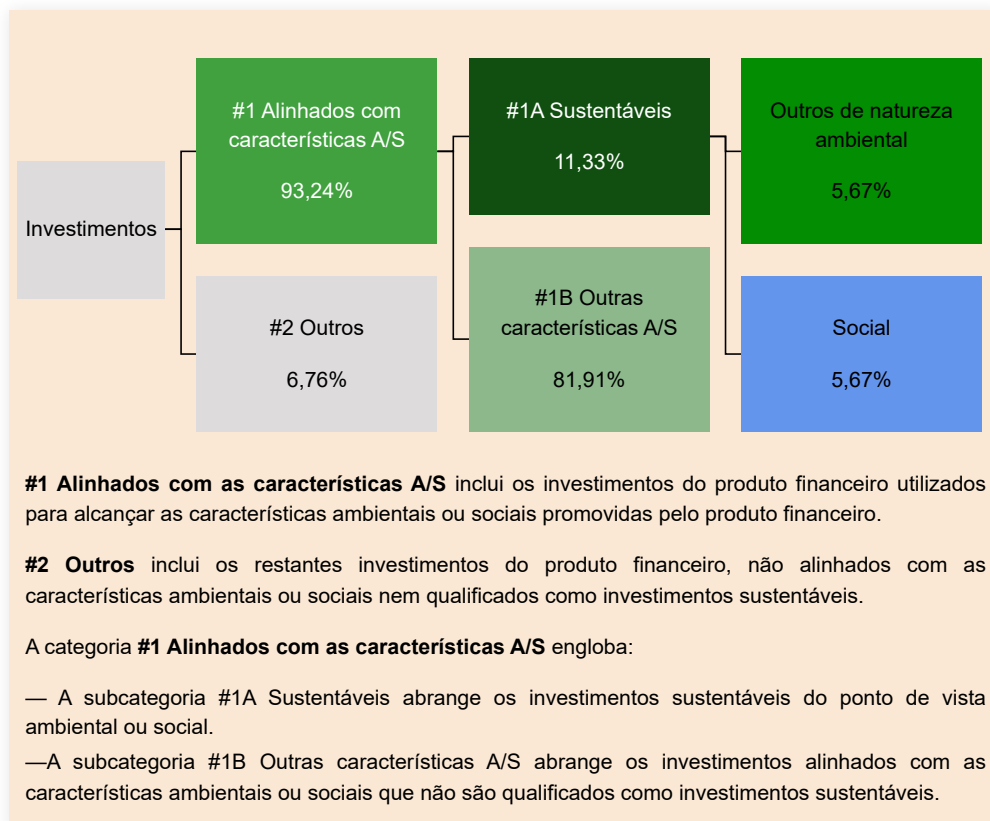 Investimentos
#1 Alinhados com
características A/S
93,24%
#2 Outros
6,76%
#1A Sustentáveis
11,33%
#1B Outras
características A/S
81,91%
Outros de natureza
ambiental
5,67%
Social
5,67%
#1 Alinhados com as características A/S inclui os investimentos do produto financeiro utilizados
para alcançar as características ambientais ou sociais promovidas pelo produto financeiro.
#2 Outros inclui os restantes investimentos do produto financeiro, não alinhados com as
características ambientais ou sociais nem qualificados como investimentos sustentáveis.
A categoria #1 Alinhados com as características A/S engloba:
— A subcategoria #1A Sustentáveis abrange os investimentos sustentáveis do ponto de vista
ambiental ou social.
—A subcategoria #1B Outras características A/S abrange os investimentos alinhados com as
características ambientais ou sociais que não são qualificados como investimentos sustentáveis.